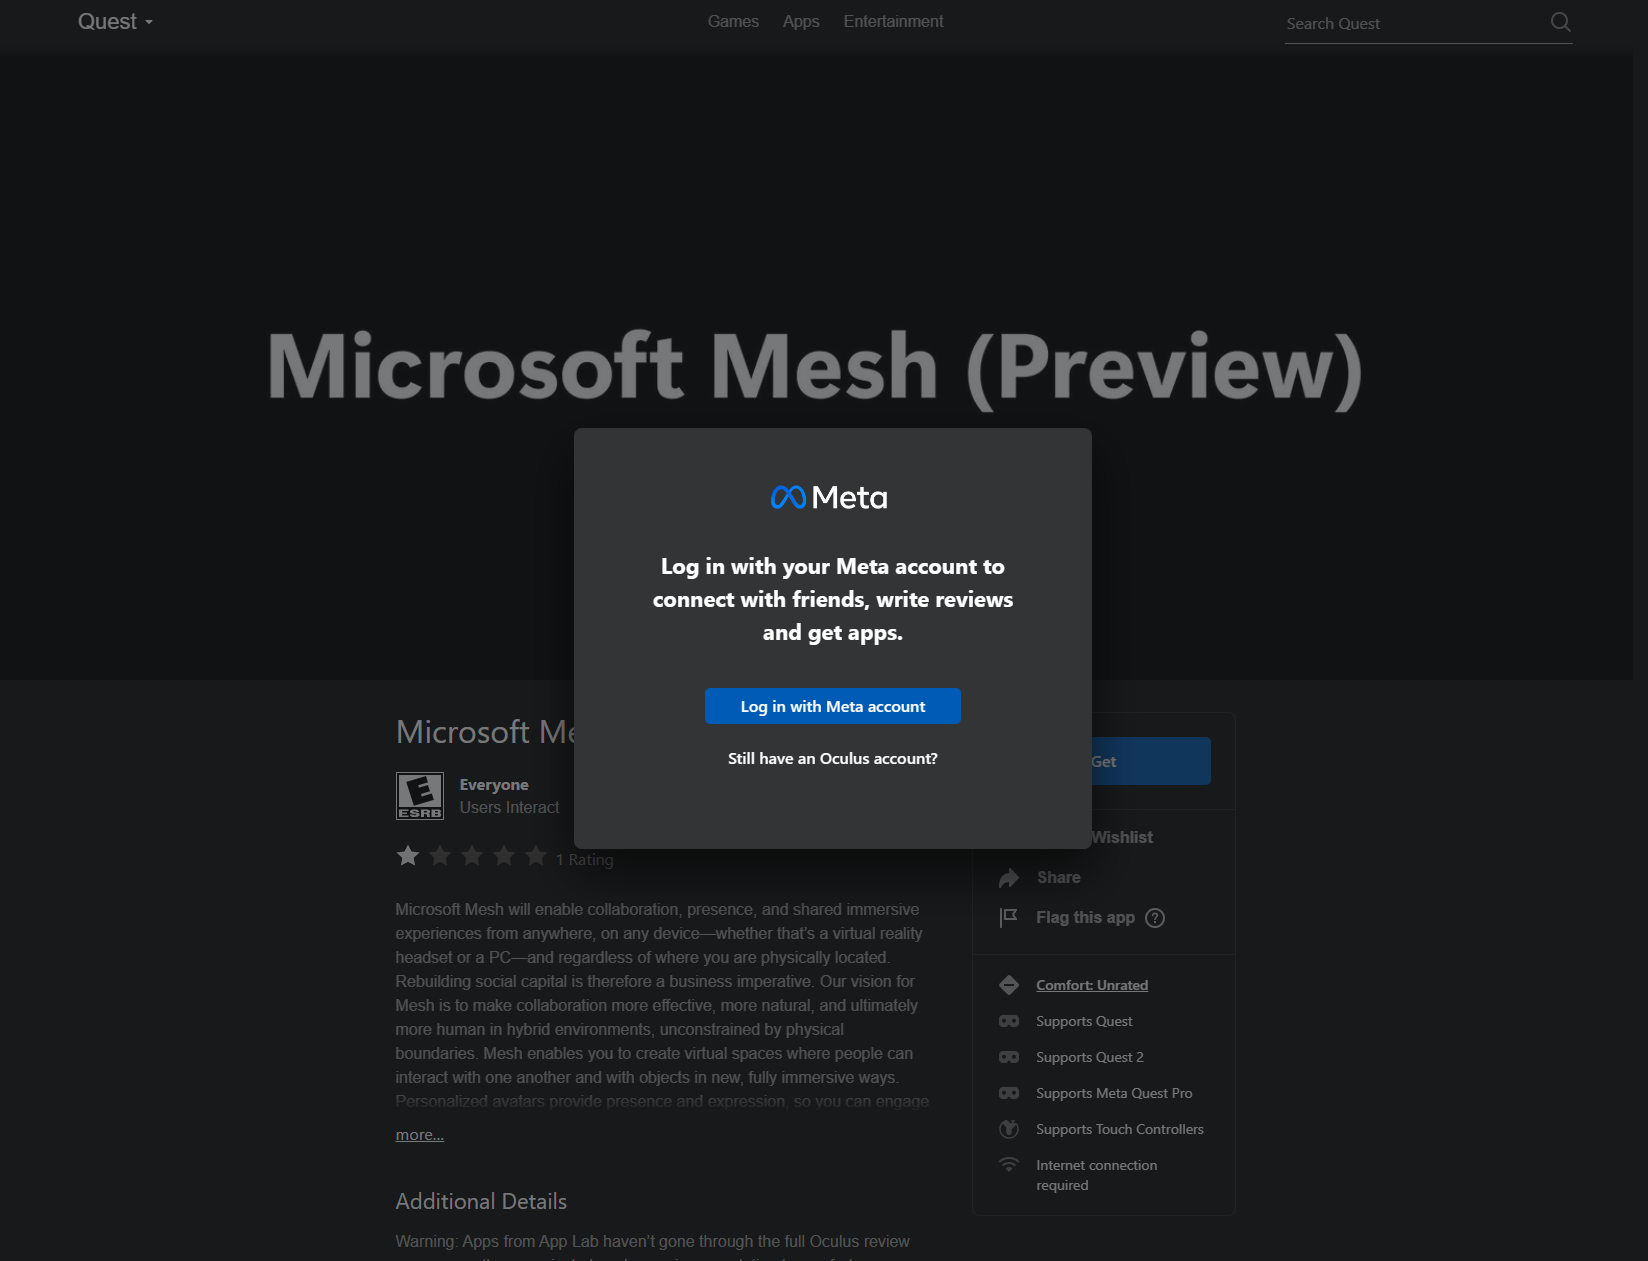 Quest
Games Apps Entertainment
Search Quest
Microsoft Mesh (Preview)
Meta
Log in with your Meta account to
connect with friends, write reviews
and get apps.
Log in with Meta account
Still have an Oculus account?
Microsoft Me
ESRB
Everyone
Users Interact
1 Rating
Microsoft Mesh will enable collaboration, presence, and shared immersive
experiences from anywhere, on any device—whether that’s a virtual reality
headset or a PC—and regardless of where you are physically located.
Rebuilding social capital is therefore a business imperative. Our vision for
Mesh is to make collaboration more effective, more natural, and ultimately
more human in hybrid environments, unconstrained by physical
boundaries. Mesh enables you to create virtual spaces where people can
interact with one another and with objects in new, fully immersive ways.
Personalized avatars provide presence and expression, so you can engage
more...
Additional Details
Warning: Apps from App Lab haven’t gone through the full Oculus review
Get
Wishlist
Share
Flag this app ?
Comfort: Unrated
Supports Quest
Supports Quest 2
Supports Meta Quest Pro
Supports Touch Controllers
Internet connection
required